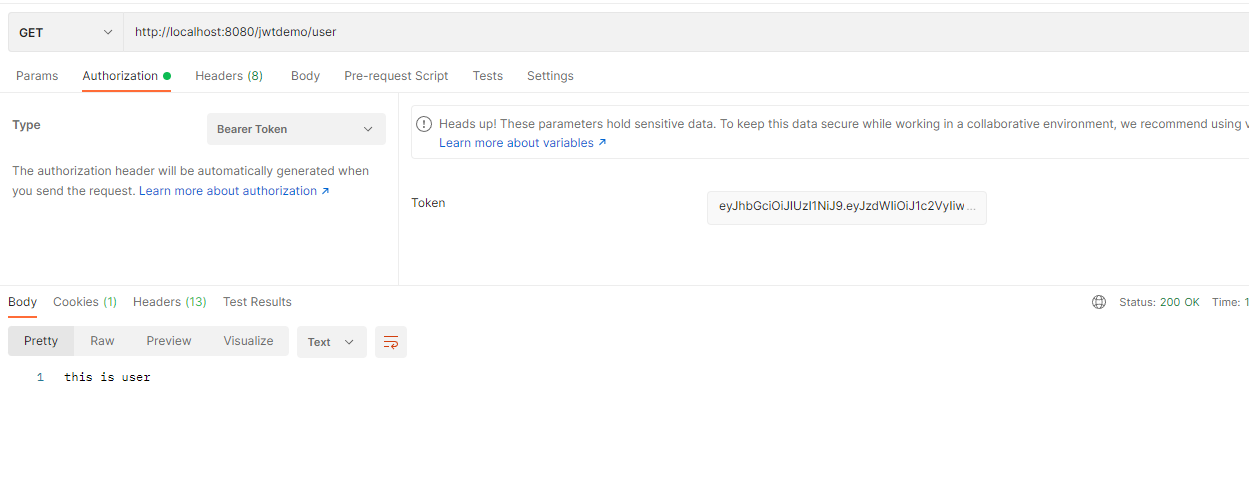 GET http://localhost:8080/jwtdemo/user
Params Authorization Headers (8) Body Pre-request Script Tests Settings
Type Bearer Token
The authorization header will be automatically generated when
you send the request. Learn more about authorization ↗
Heads up! These parameters hold sensitive data. To keep this data secure while working in a collaborative environment, we recommend using v
Learn more about variables ↗
Token eyJhbGciOiJIUzI1NiJ9.eyJzdWIiOiJ1c2VyIiw...
Body Cookies (1) Headers (13) Test Results Status: 200 OK Time: 1
Pretty Raw Preview Visualize Text
1 this is user